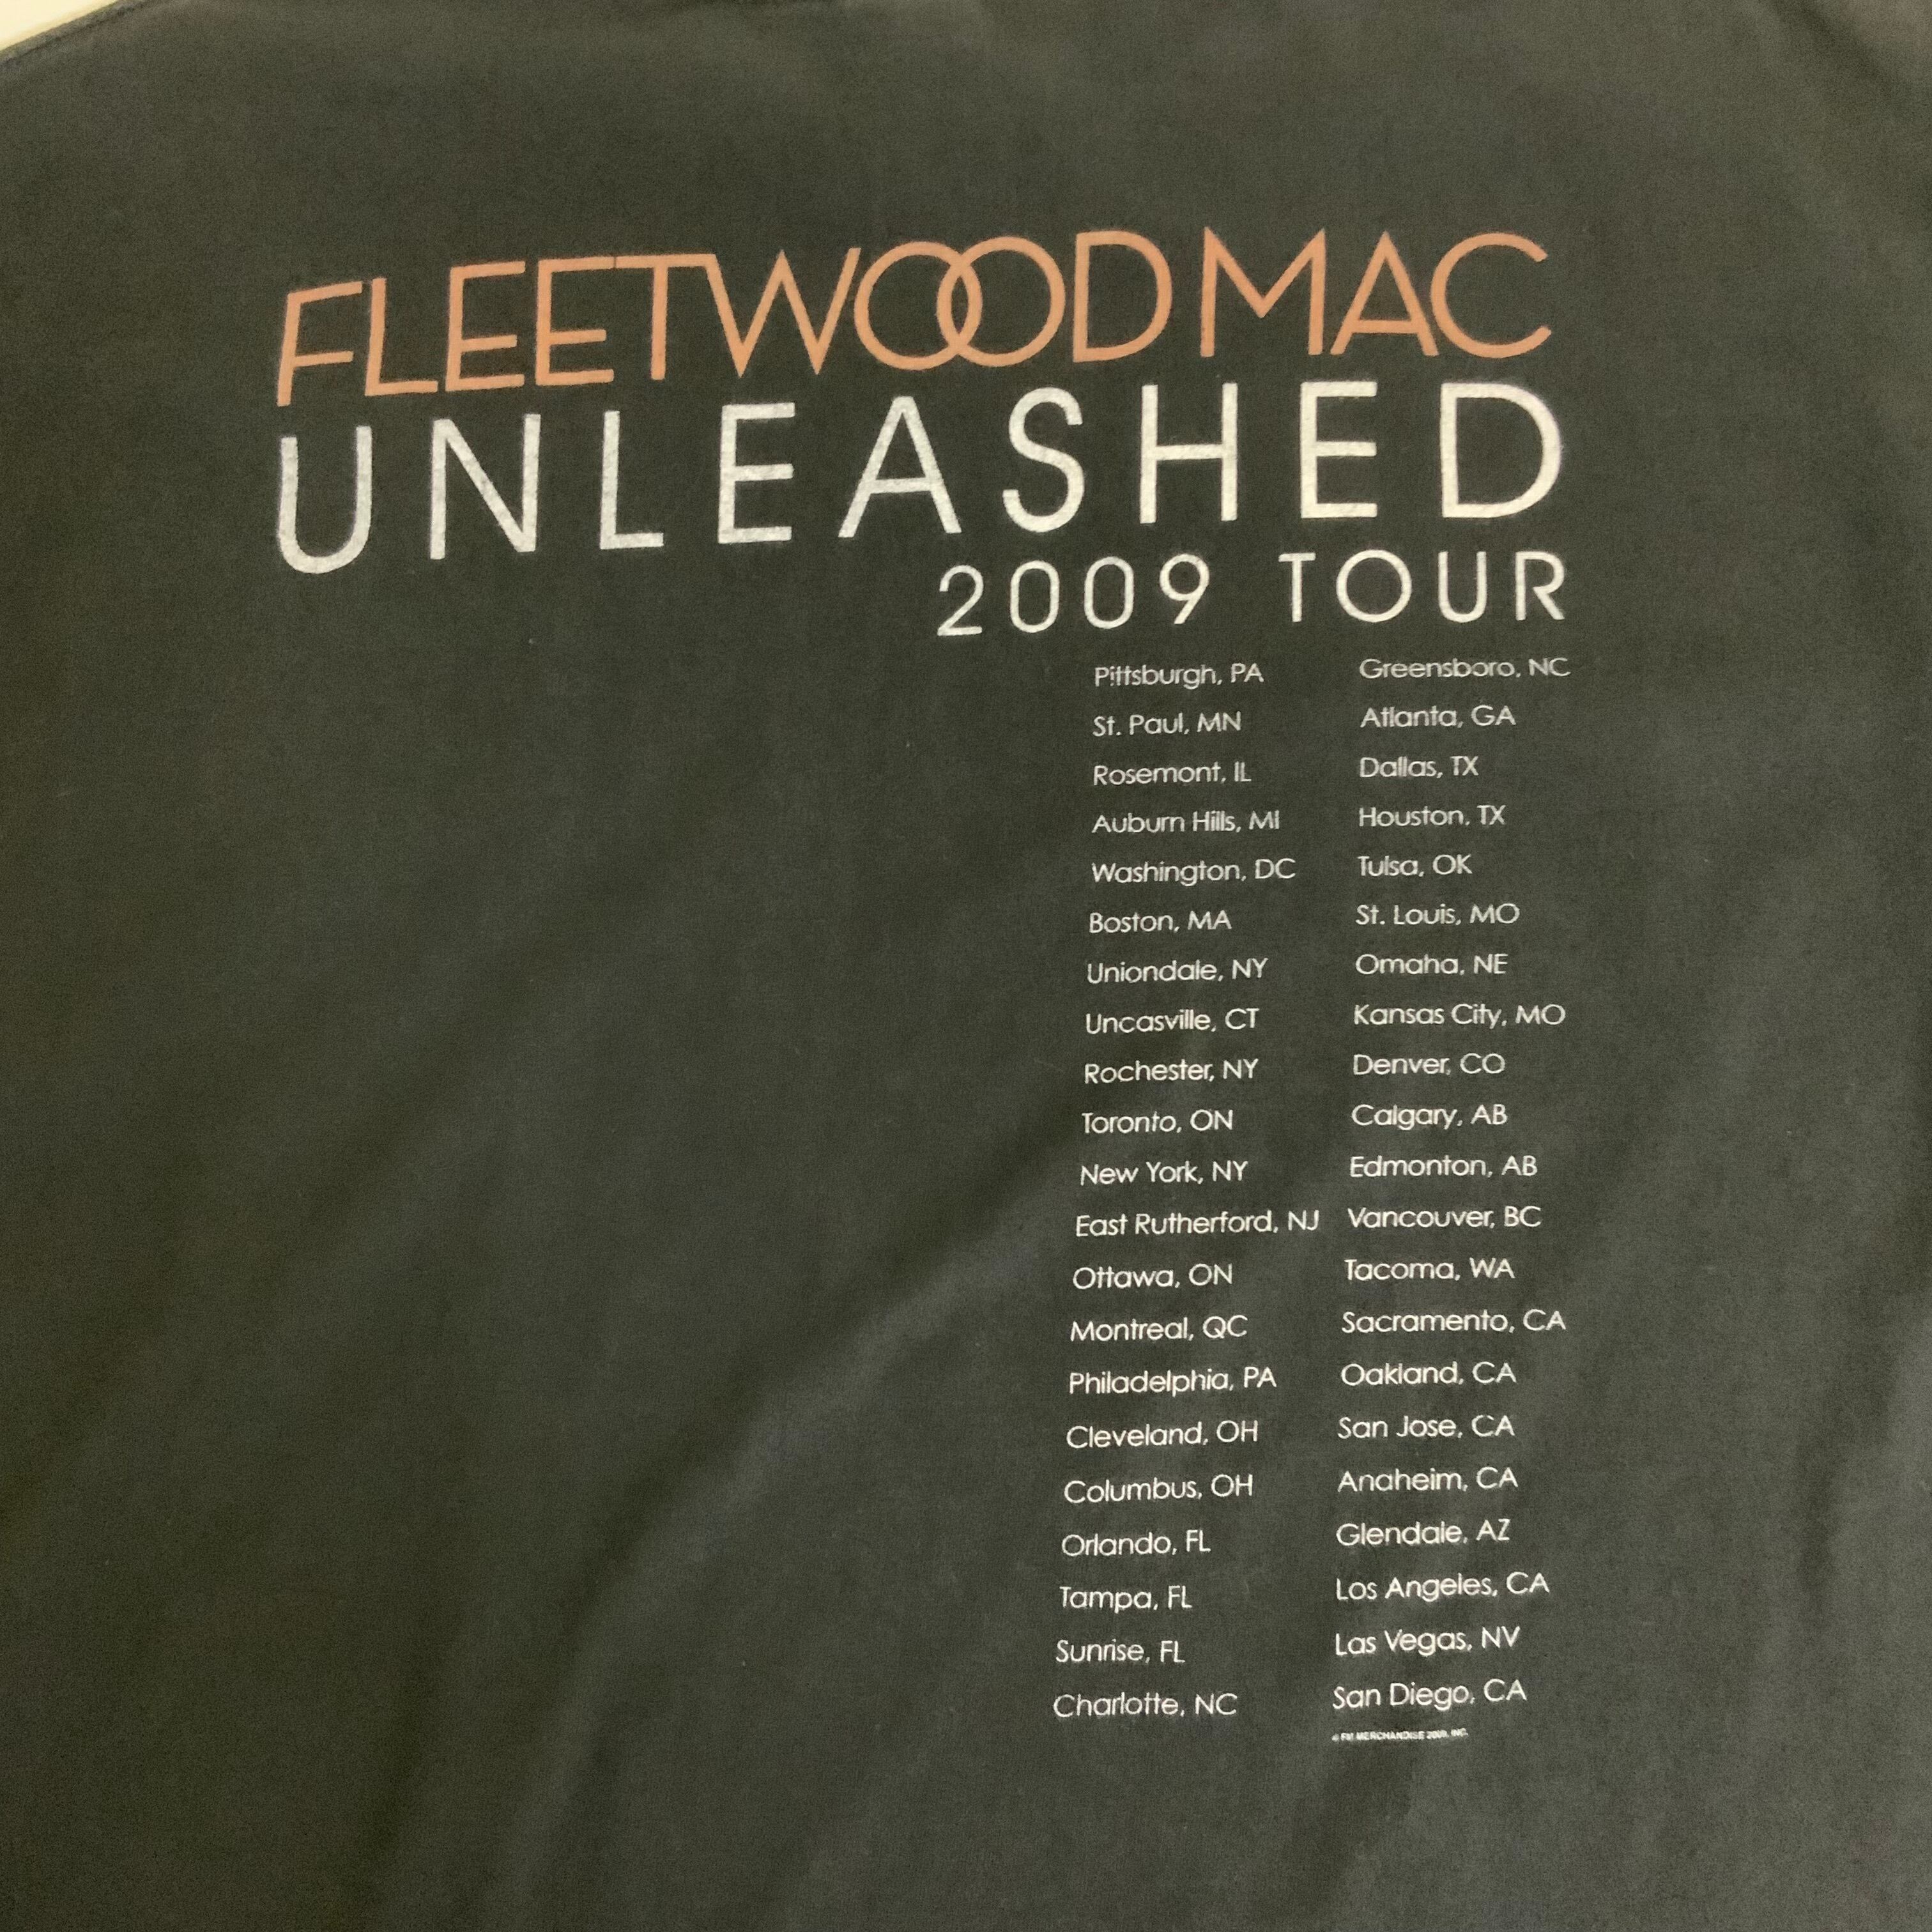 FLEETWOOD MAC
UNLEASHED
2009 TOUR
Pittsburgh, PA
St. Paul, MN
Rosemont, IL
Auburn Hills, MI
Washington, DC
Boston, MA
Uniondale, NY
Uncasville, CT
Rochester, NY
Toronto, ON
New York, NY
East Rutherford, NJ
Ottawa, ON
Montreal, QC
Philadelphia, PA
Cleveland, OH
Columbus, OH
Orlando, FL
Tampa, FL
Sunrise, FL
Charlotte, NC
Greensboro, NC
Atlanta, GA
Dallas, TX
Houston, TX
Tulsa, OK
St. Louis, MO
Omaha, NE
Kansas City, MO
Denver, CO
Calgary, AB
Edmonton, AB
Vancouver, BC
Tacoma, WA
Sacramento, CA
Oakland, CA
San Jose, CA
Anaheim, CA
Glendale, AZ
Los Angeles, CA
Las Vegas, NV
San Diego, CA
© FM MERCHANDISE 2009, INC.